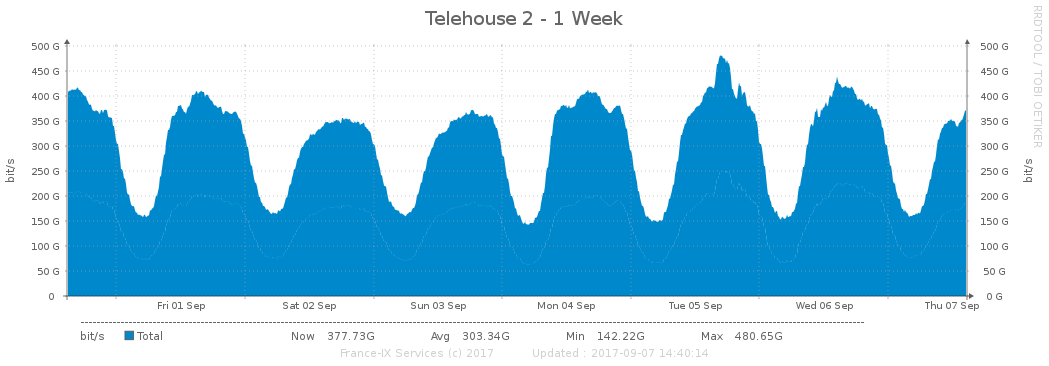 Telehouse 2 - 1 Week
RRDTOOL / TOBI OETIKER
500 G 500 G
450 G 450 G
400 G 400 G
350 G 350 G
300 G 300 G
250 G 250 G
200 G 200 G
150 G 150 G
100 G 100 G
50 G 50 G
0 0 G
bit/s bit/s
Fri 01 Sep Sat 02 Sep Sun 03 Sep Mon 04 Sep Tue 05 Sep Wed 06 Sep Thu 07 Sep
bit/s Total Now 377.73G Avg 303.34G Min 142.22G Max 480.65G
France-IX Services (c) 2017 Updated : 2017-09-07 14:40:14